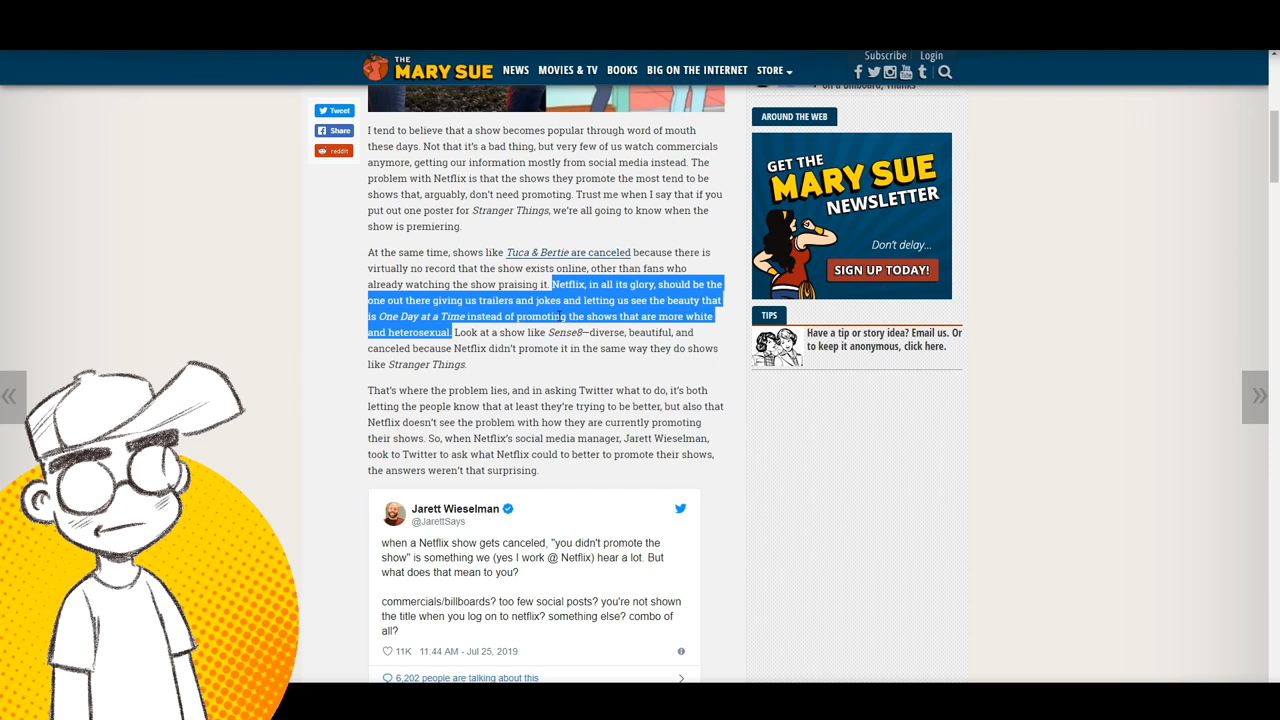 Subscribe Login
THE
MARY SUE
NEWS MOVIES & TV BOOKS BIG ON THE INTERNET STORE
on a Billboard, Thanks
Tweet
Share
reddit
I tend to believe that a show becomes popular through word of mouth
these days. Not that it's a bad thing, but very few of us watch commercials
anymore, getting our information mostly from social media instead. The
problem with Netflix is that the shows they promote the most tend to be
shows that, arguably, don't need promoting. Trust me when I say that if you
put out one poster for Stranger Things, we're all going to know when the
show is premiering.
At the same time, shows like Tuca & Bertie are canceled because there is
virtually no record that the show exists online, other than fans who
already watching the show praising it. Netflix, in all its glory, should be the
one out there giving us trailers and jokes and letting us see the beauty that
is One Day at a Time instead of promoting the shows that are more white
and heterosexual. Look at a show like Sense8—diverse, beautiful, and
canceled because Netflix didn't promote it in the same way they do shows
like Stranger Things.
That's where the problem lies, and in asking Twitter what to do, it's both
letting the people know that at least they're trying to be better, but also that
Netflix doesn't see the problem with how they are currently promoting
their shows. So, when Netflix's social media manager, Jarett Wieselman,
took to Twitter to ask what Netflix could to better to promote their shows,
the answers weren't that surprising.
Jarett Wieselman
@JarettSays
when a Netflix show gets canceled, "you didn't promote the
show" is something we (yes I work @ Netflix) hear a lot. But
what does that mean to you?
commercials/billboards? too few social posts? you're not shown
the title when you log on to netflix? something else? combo of
all?
11K 11:44 AM - Jul 25, 2019
6,202 people are talking about this
AROUND THE WEB
GET THE
MARY SUE
NEWSLETTER
Don't delay...
SIGN UP TODAY!
TIPS
Have a tip or story idea? Email us. Or
to keep it anonymous, click here.